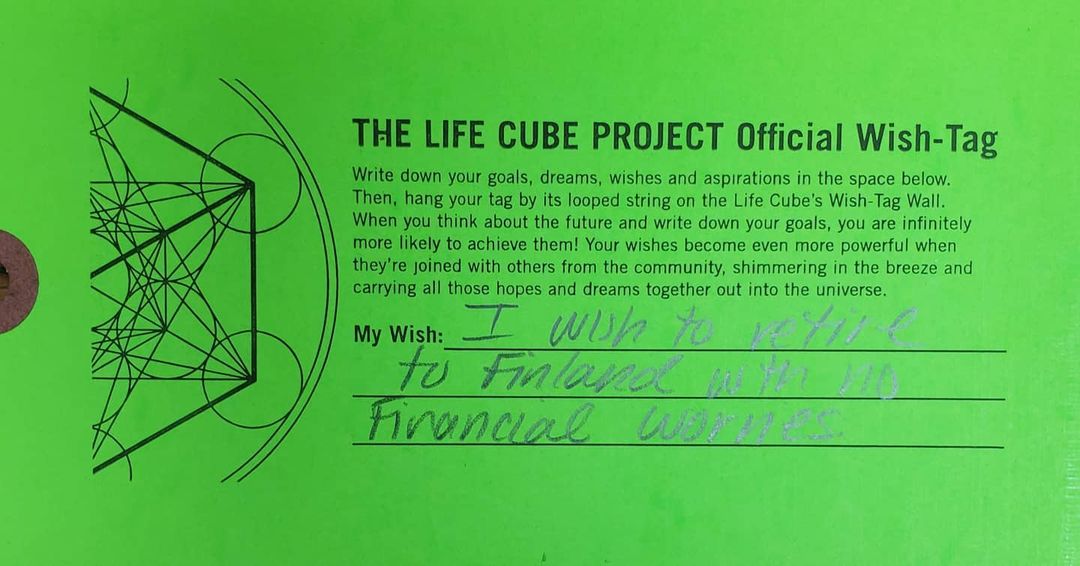 THE LIFE CUBE PROJECT Official Wish-Tag
Write down your goals, dreams, wishes and aspirations in the space below.
Then, hang your tag by its looped string on the Life Cube's Wish-Tag Wall.
When you think about the future and write down your goals, you are infinitely
more likely to achieve them! Your wishes become even more powerful when
they're joined with others from the community, shimmering in the breeze and
carrying all those hopes and dreams together out into the universe.
My Wish: I wish to retire
to Finland with no
Financial worries